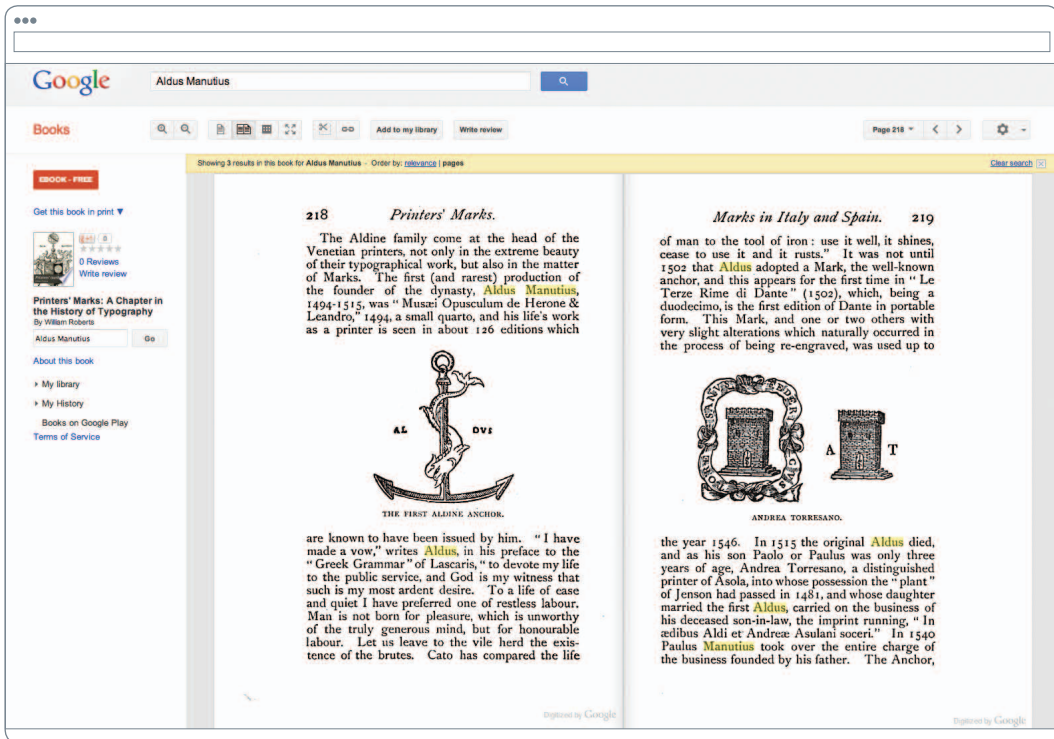 Google
Aldus Manutius
Books
Add to my library
Write review
Page 218
Showing 3 results in this book for Aldus Manutius - Order by: relevance | pages
Clear search
EBOOK - FREE
Get this book in print ▼
8
0 Reviews
Write review
Printers' Marks: A Chapter in
the History of Typography
By William Roberts
Aldus Manutius
Go
About this book
My library
My History
Books on Google Play
Terms of Service
218 Printers' Marks.
The Aldine family come at the head of the
Venetian printers, not only in the extreme beauty
of their typographical work, but also in the matter
of Marks. The first (and rarest) production of
the founder of the dynasty, Aldus Manutius,
1494-1515, was “ Musæi Opusculum de Herone &
Leandro,” 1494, a small quarto, and his life's work
as a printer is seen in about 126 editions which
AL DVS
THE FIRST ALDINE ANCHOR.
are known to have been issued by him. “ I have
made a vow,” writes Aldus, in his preface to the
“ Greek Grammar ” of Lascaris, “ to devote my life
to the public service, and God is my witness that
such is my most ardent desire. To a life of ease
and quiet I have preferred one of restless labour.
Man is not born for pleasure, which is unworthy
of the truly generous mind, but for honourable
labour. Let us leave to the vile herd the exis-
tence of the brutes. Cato has compared the life
Digitized by Google
Marks in Italy and Spain. 219
of man to the tool of iron : use it well, it shines,
cease to use it and it rusts.” It was not until
1502 that Aldus adopted a Mark, the well-known
anchor, and this appears for the first time in “ Le
Terze Rime di Dante ” (1502), which, being a
duodecimo, is the first edition of Dante in portable
form. This Mark, and one or two others with
very slight alterations which naturally occurred in
the process of being re-engraved, was used up to
A T
ANDREA TORRESANO.
the year 1546. In 1515 the original Aldus died,
and as his son Paolo or Paulus was only three
years of age, Andrea Torresano, a distinguished
printer of Asola, into whose possession the “ plant ”
of Jenson had passed in 1481, and whose daughter
married the first Aldus, carried on the business of
his deceased son-in-law, the imprint running, “ In
ædibus Aldi et Andreæ Asulani soceri.” In 1540
Paulus Manutius took over the entire charge of
the business founded by his father. The Anchor,
Digitized by Google